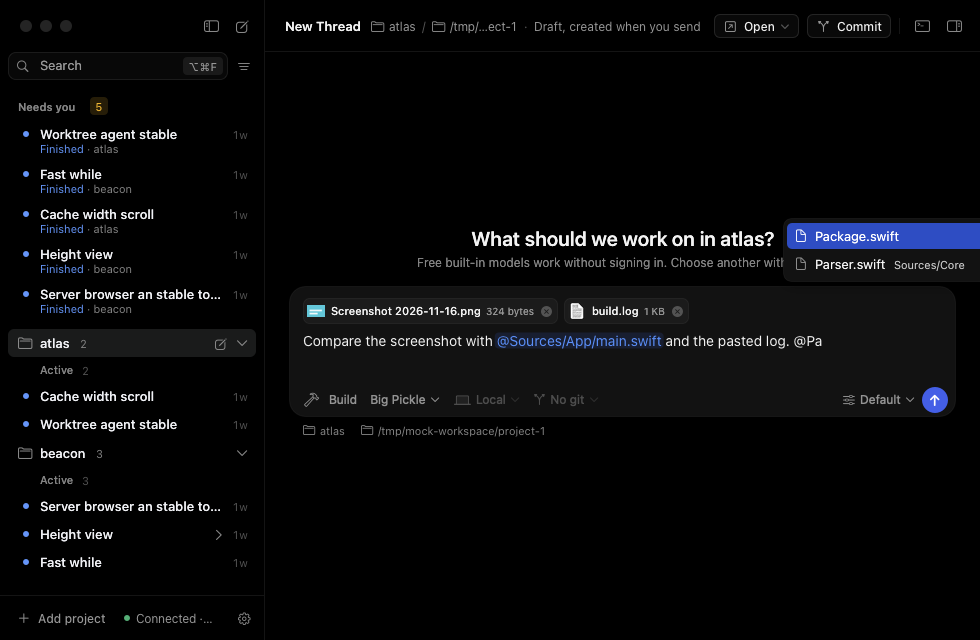 New Thread atlas / /tmp/...ect-1 · Draft, created when you send Open Commit
Search ⌥⌘F
Needs you 5
Worktree agent stable 1w
Finished · atlas
Fast while 1w
Finished · beacon
Cache width scroll 1w
Finished · atlas
Height view 1w
Finished · beacon
Server browser an stable to... 1w
Finished · beacon
atlas 2
Active 2
Cache width scroll 1w
Worktree agent stable 1w
beacon 3
Active 3
Server browser an stable to... 1w
Height view 1w
Fast while 1w
Add project Connected ·...
What should we work on in atlas?
Free built-in models work without signing in. Choose another with
Package.swift
Parser.swift Sources/Core
Screenshot 2026-11-16.png 324 bytes build.log 1 KB
Compare the screenshot with @Sources/App/main.swift and the pasted log. @Pa
Build Big Pickle Local No git Default
atlas /tmp/mock-workspace/project-1